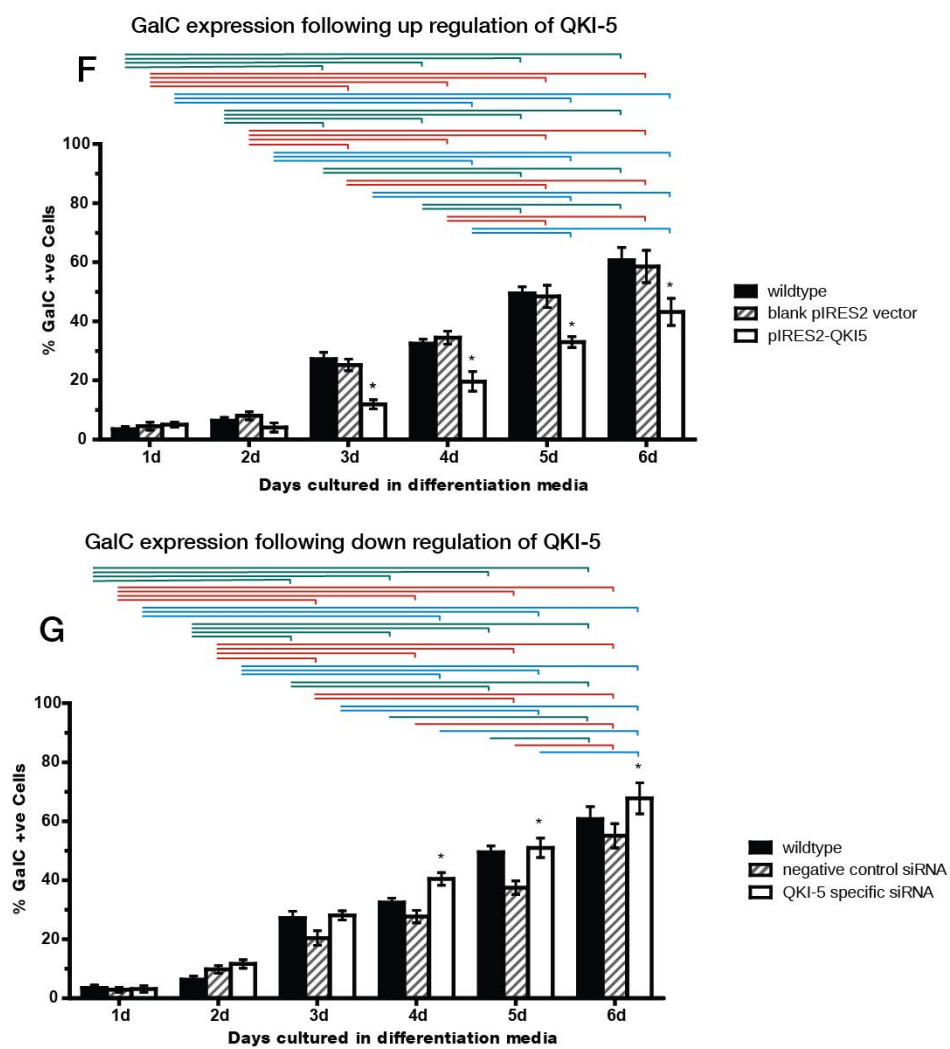 GalC expression following up regulation of QKI-5
F
100
80
60
40
20
0
% GalC +ve Cells
*
*
*
*
1d 2d 3d 4d 5d 6d
Days cultured in differentiation media
wildtype
blank pIRES2 vector
pIRES2-QKI5
GalC expression following down regulation of QKI-5
G
100
80
60
40
20
0
% GalC +ve Cells
*
*
*
1d 2d 3d 4d 5d 6d
Days cultured in differentiation media
wildtype
negative control siRNA
QKI-5 specific siRNA